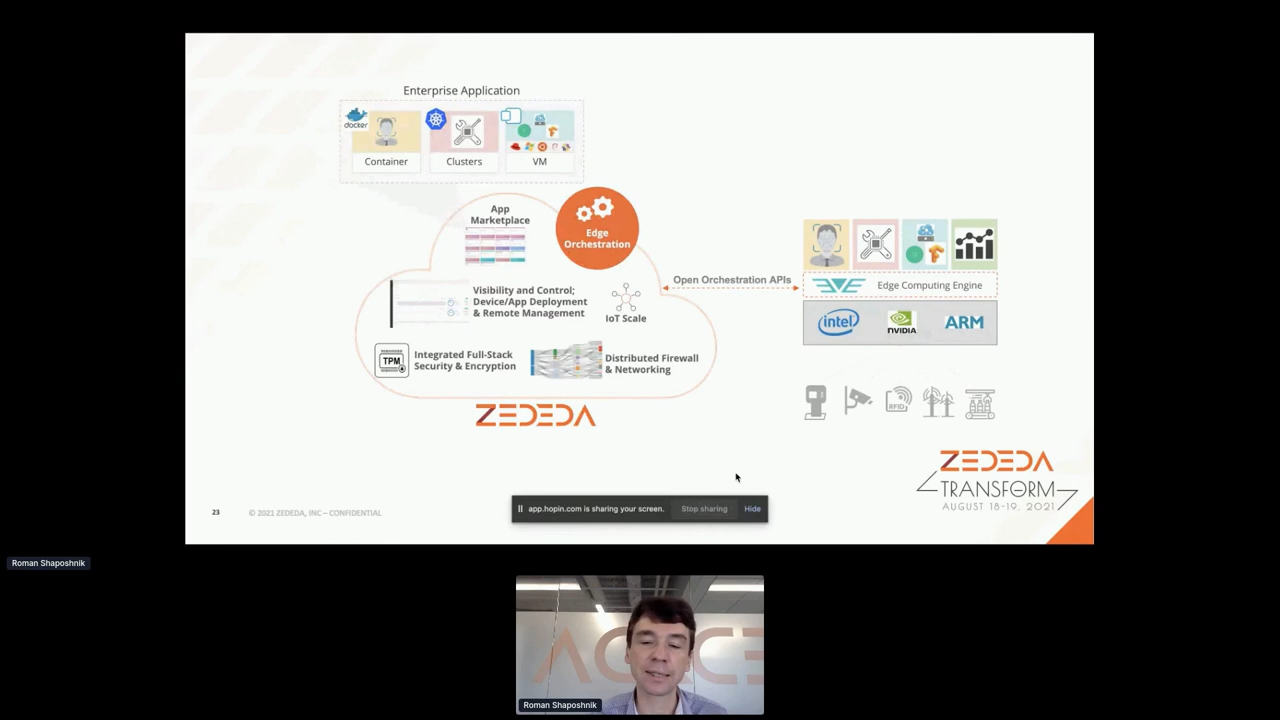 Enterprise Application
docker
Container
Clusters
VM
App
Marketplace
Edge
Orchestration
Open Orchestration APIs
Visibility and Control;
Device/App Deployment
& Remote Management
IoT Scale
Edge Computing Engine
intel
NVIDIA
ARM
TPM
Integrated Full-Stack
Security & Encryption
Distributed Firewall
& Networking
RFID
ZEDEDA
ZEDEDA
TRANSFORM
AUGUST 18-19, 2021
23
© 2021 ZEDEDA, INC – CONFIDENTIAL
app.hopin.com is sharing your screen.
Stop sharing
Hide
Roman Shaposhnik
Roman Shaposhnik